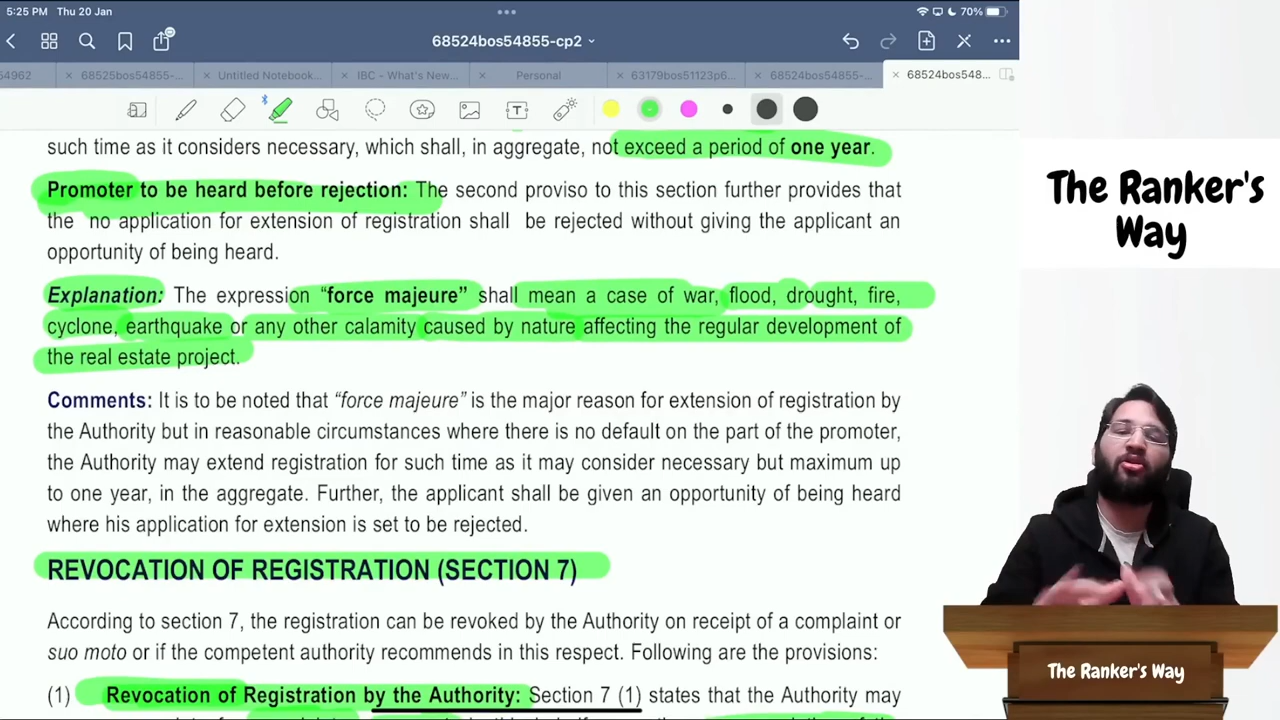 5:25 PM Thu 20 Jan
70%
68524bos54855-cp2
54962
68525bos54855-...
Untitled Notebook...
IBC - What's New...
Personal
63179bos51123p6...
68524bos54855-...
68524bos548...
such time as it considers necessary, which shall, in aggregate, not exceed a period of one year.
Promoter to be heard before rejection: The second proviso to this section further provides that
the no application for extension of registration shall be rejected without giving the applicant an
opportunity of being heard.
Explanation: The expression “force majeure” shall mean a case of war, flood, drought, fire,
cyclone, earthquake or any other calamity caused by nature affecting the regular development of
the real estate project.
Comments: It is to be noted that “force majeure” is the major reason for extension of registration by
the Authority but in reasonable circumstances where there is no default on the part of the promoter,
the Authority may extend registration for such time as it may consider necessary but maximum up
to one year, in the aggregate. Further, the applicant shall be given an opportunity of being heard
where his application for extension is set to be rejected.
REVOCATION OF REGISTRATION (SECTION 7)
According to section 7, the registration can be revoked by the Authority on receipt of a complaint or
suo moto or if the competent authority recommends in this respect. Following are the provisions:
(1) Revocation of Registration by the Authority: Section 7 (1) states that the Authority may
The Ranker's
Way
The Ranker's Way